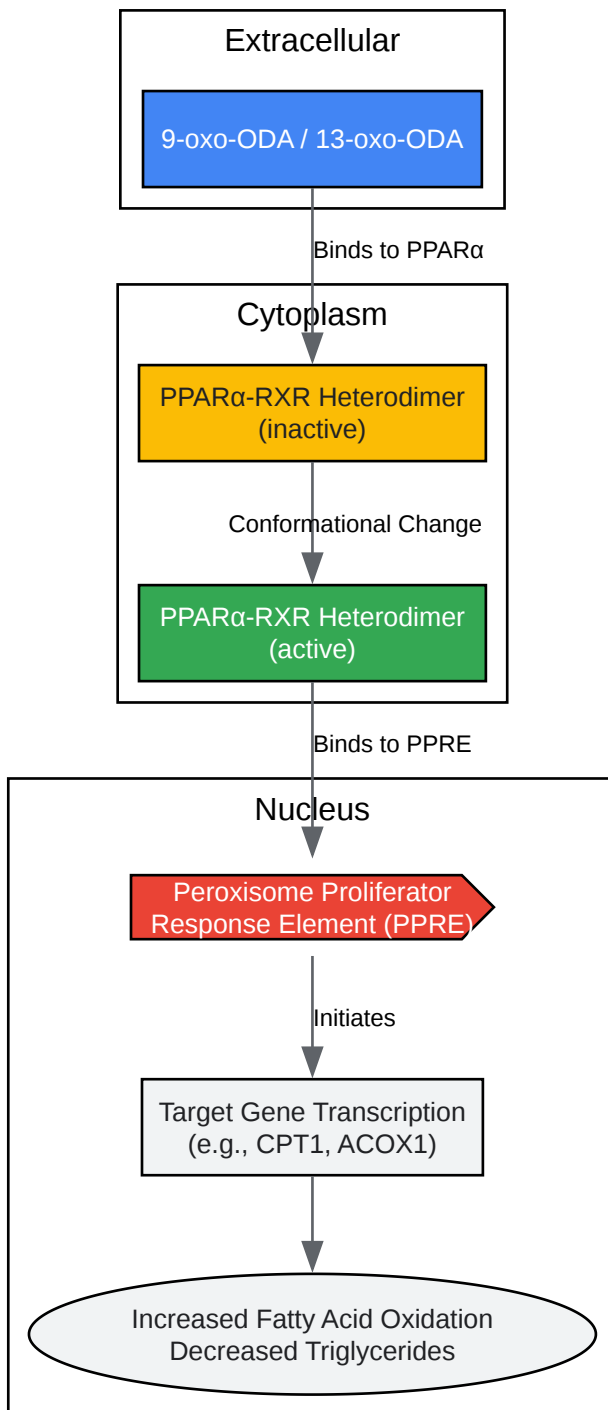 Extracellular
9-oxo-ODA / 13-oxo-ODA
Binds to PPARα
Cytoplasm
PPARα-RXR Heterodimer
(inactive)
Conformational Change
PPARα-RXR Heterodimer
(active)
Binds to PPRE
Nucleus
Peroxisome Proliferator
Response Element (PPRE)
Initiates
Target Gene Transcription
(e.g., CPT1, ACOX1)
Increased Fatty Acid Oxidation
Decreased Triglycerides